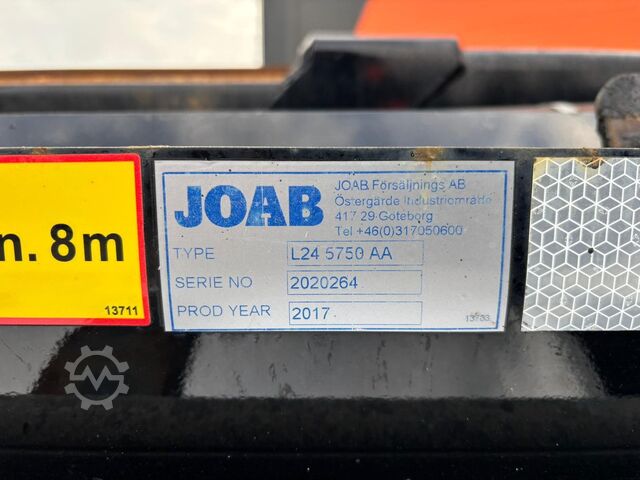 n. 8m
13711
JOAB
JOAB Försäljnings AB
Östergärde Industriområde
417 29 Göteborg
Tel +46(0)317050600
TYPE L24 5750 AA
SERIE NO 2020264
PROD YEAR 2017
13733